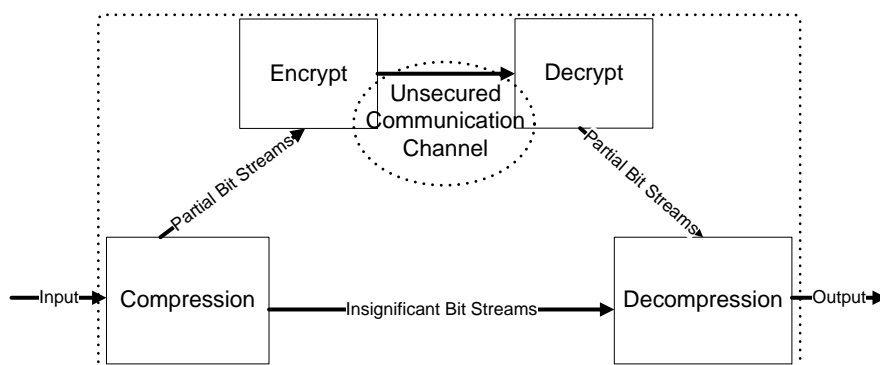 Encrypt
Decrypt
Unsecured
Communication
Channel
Partial Bit Streams
Partial Bit Streams
Input
Compression
Insignificant Bit Streams
Decompression
Output